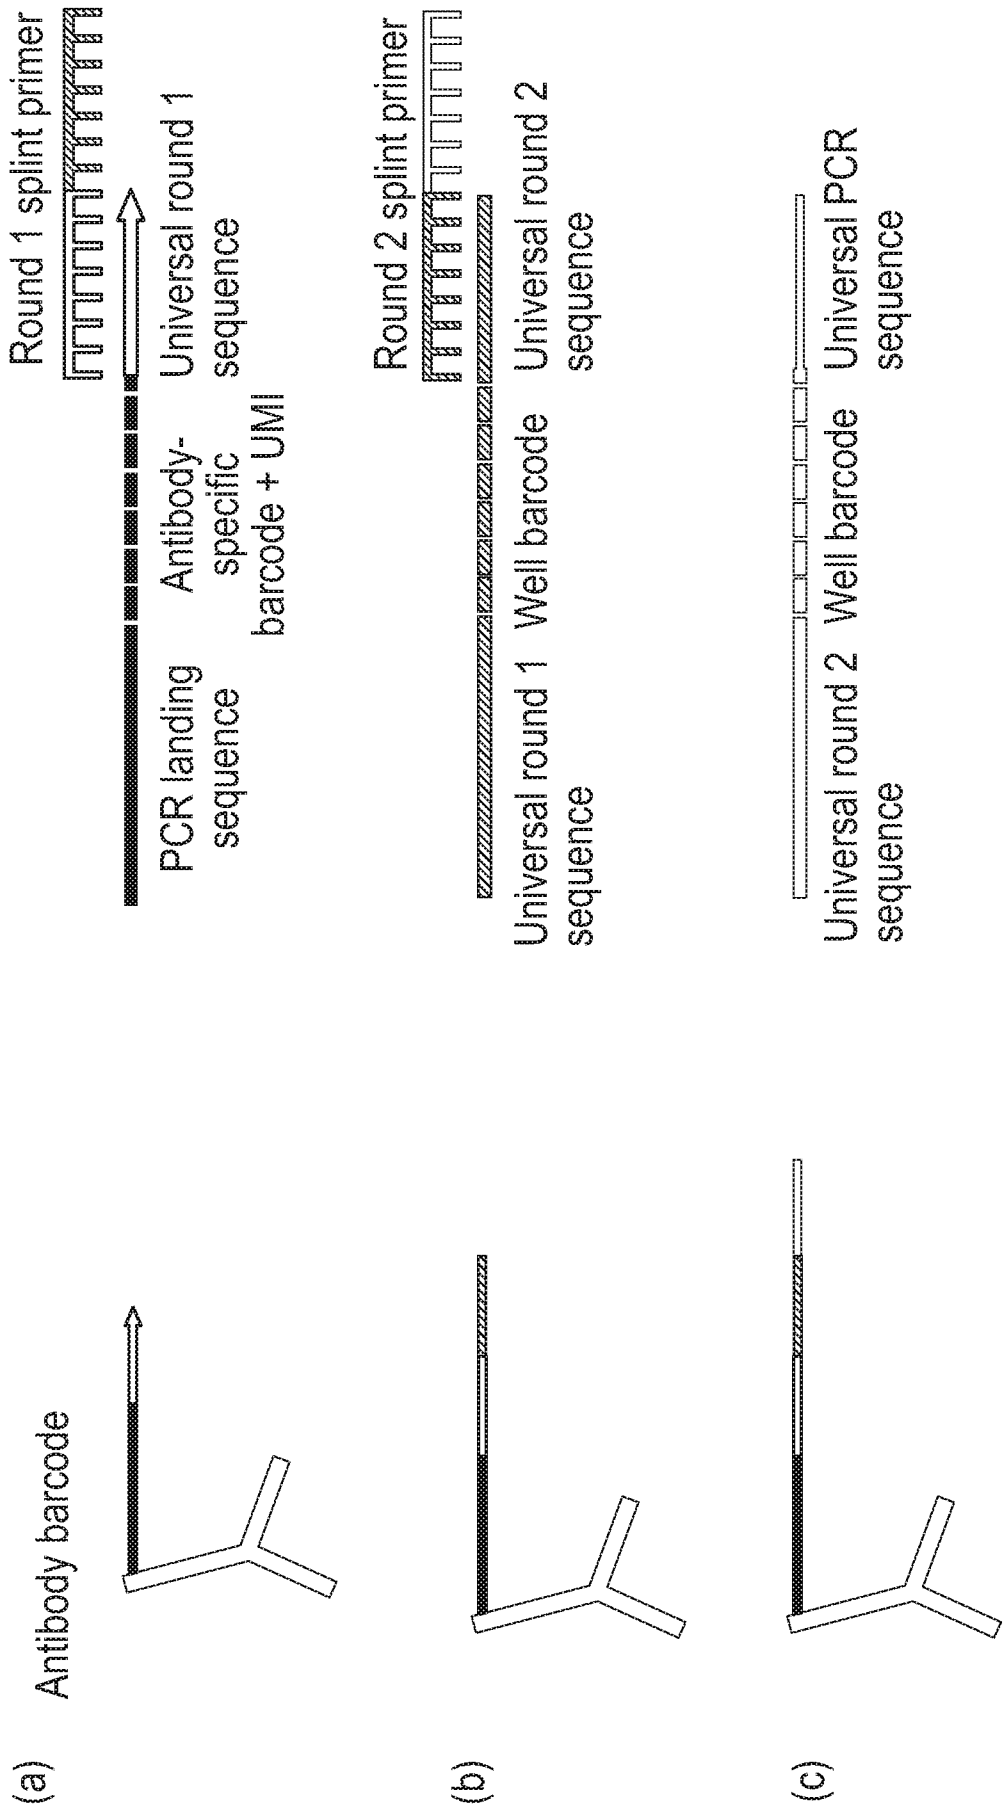 (a)
Antibody barcode
Round 1 splint primer
PCR landing
sequence
Antibody-
specific
barcode + UMI
Universal round 1
sequence
(b)
Round 2 splint primer
Universal round 1
sequence
Well barcode
Universal round 2
sequence
(c)
Universal round 2
sequence
Well barcode
Universal PCR
sequence